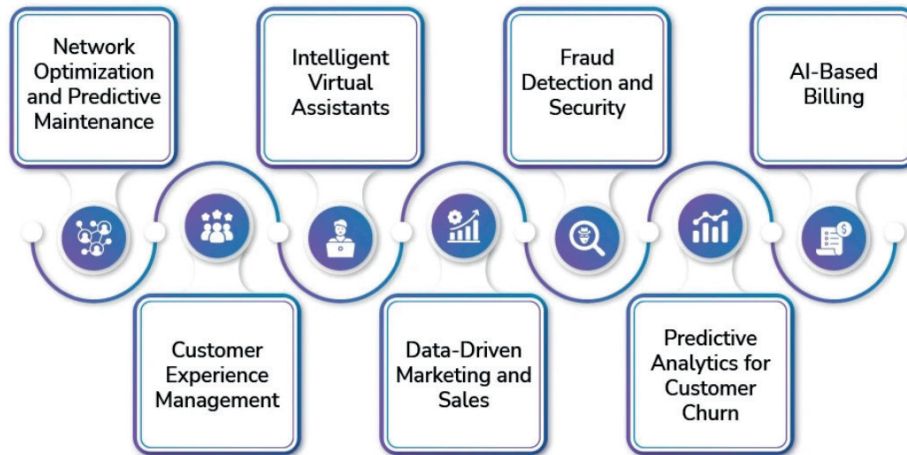 Network
Optimization
and Predictive
Maintenance
Intelligent
Virtual
Assistants
Fraud
Detection and
Security
AI-Based
Billing
$
Customer
Experience
Management
Data-Driven
Marketing and
Sales
Predictive
Analytics for
Customer
Churn